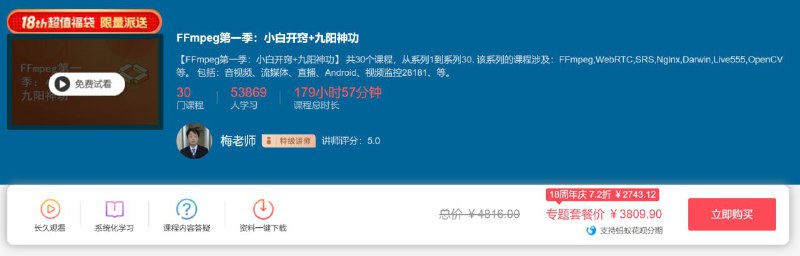 18th超值福袋 限量派送
FFmpeg第一季：小白开窍+九阳神功
FFmpeg第一
季：小白开窍+
九阳神功
免费试看
【FFmpeg第一季：小白开窍+九阳神功】 共30个课程，从系列1到系列30. 该系列的课程涉及：FFmpeg,WebRTC,SRS,Nginx,Darwin,Live555,OpenCV
等。 包括：音视频、流媒体、直播、Android、视频监控28181、等。
30
53869
179小时57分钟
门课程
人学习
课程总时长
梅老师
特级讲师
讲师评分：5.0
18周年庆 7.2折 ￥2743.12
总价 ￥4816.00
专题套餐价 ￥3809.90
立即购买
支持蚂蚁花呗分期
长久观看
系统化学习
课程内容答疑
资料一键下载